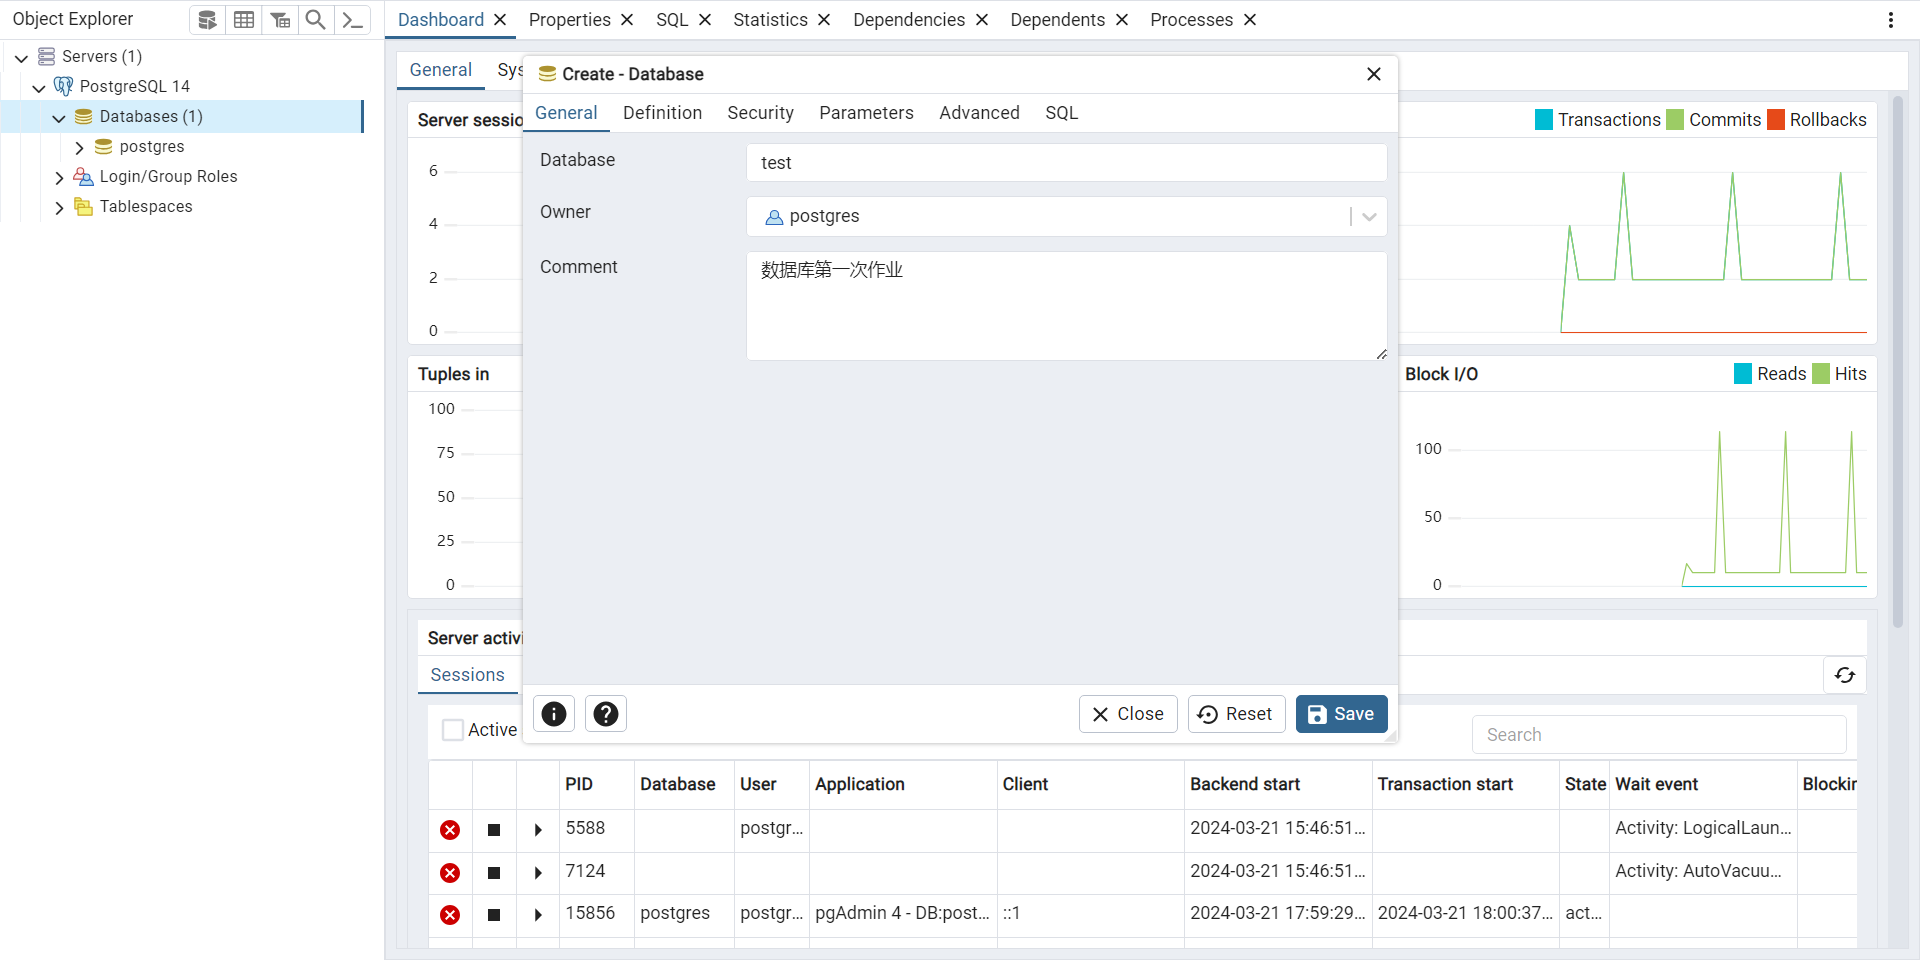 Object Explorer
Dashboard Properties SQL Statistics Dependencies Dependents Processes
Servers (1)
PostgreSQL 14
Databases (1)
postgres
Login/Group Roles
Tablespaces
General Sys
Create - Database
General Definition Security Parameters Advanced SQL
Database test
Owner postgres
Comment 数据库第一次作业
Close Reset Save
Server sessio
6
4
2
0
Transactions Commits Rollbacks
Tuples in
100
75
50
25
0
Block I/O Reads Hits
100
50
0
Server activi
Sessions
Active
Search
PID Database User Application Client Backend start Transaction start State Wait event Blockin
5588 postgr... 2024-03-21 15:46:51... Activity: LogicalLaun...
7124 2024-03-21 15:46:51... Activity: AutoVacuu...
15856 postgres postgr... pgAdmin 4 - DB:post... ::1 2024-03-21 17:59:29... 2024-03-21 18:00:37... act...